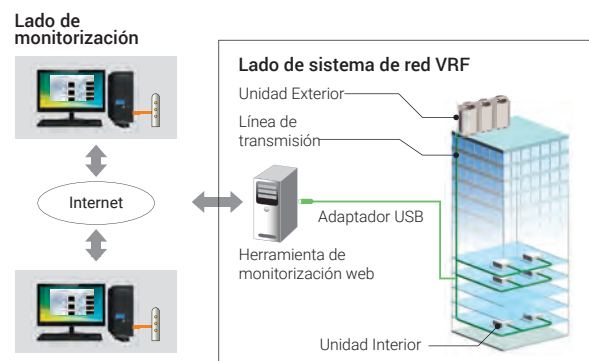 Lado de
monitorización
Internet
Lado de sistema de red VRF
Unidad Exterior
Línea de
transmisión
Adaptador USB
Herramienta de
monitorización web
Unidad Interior